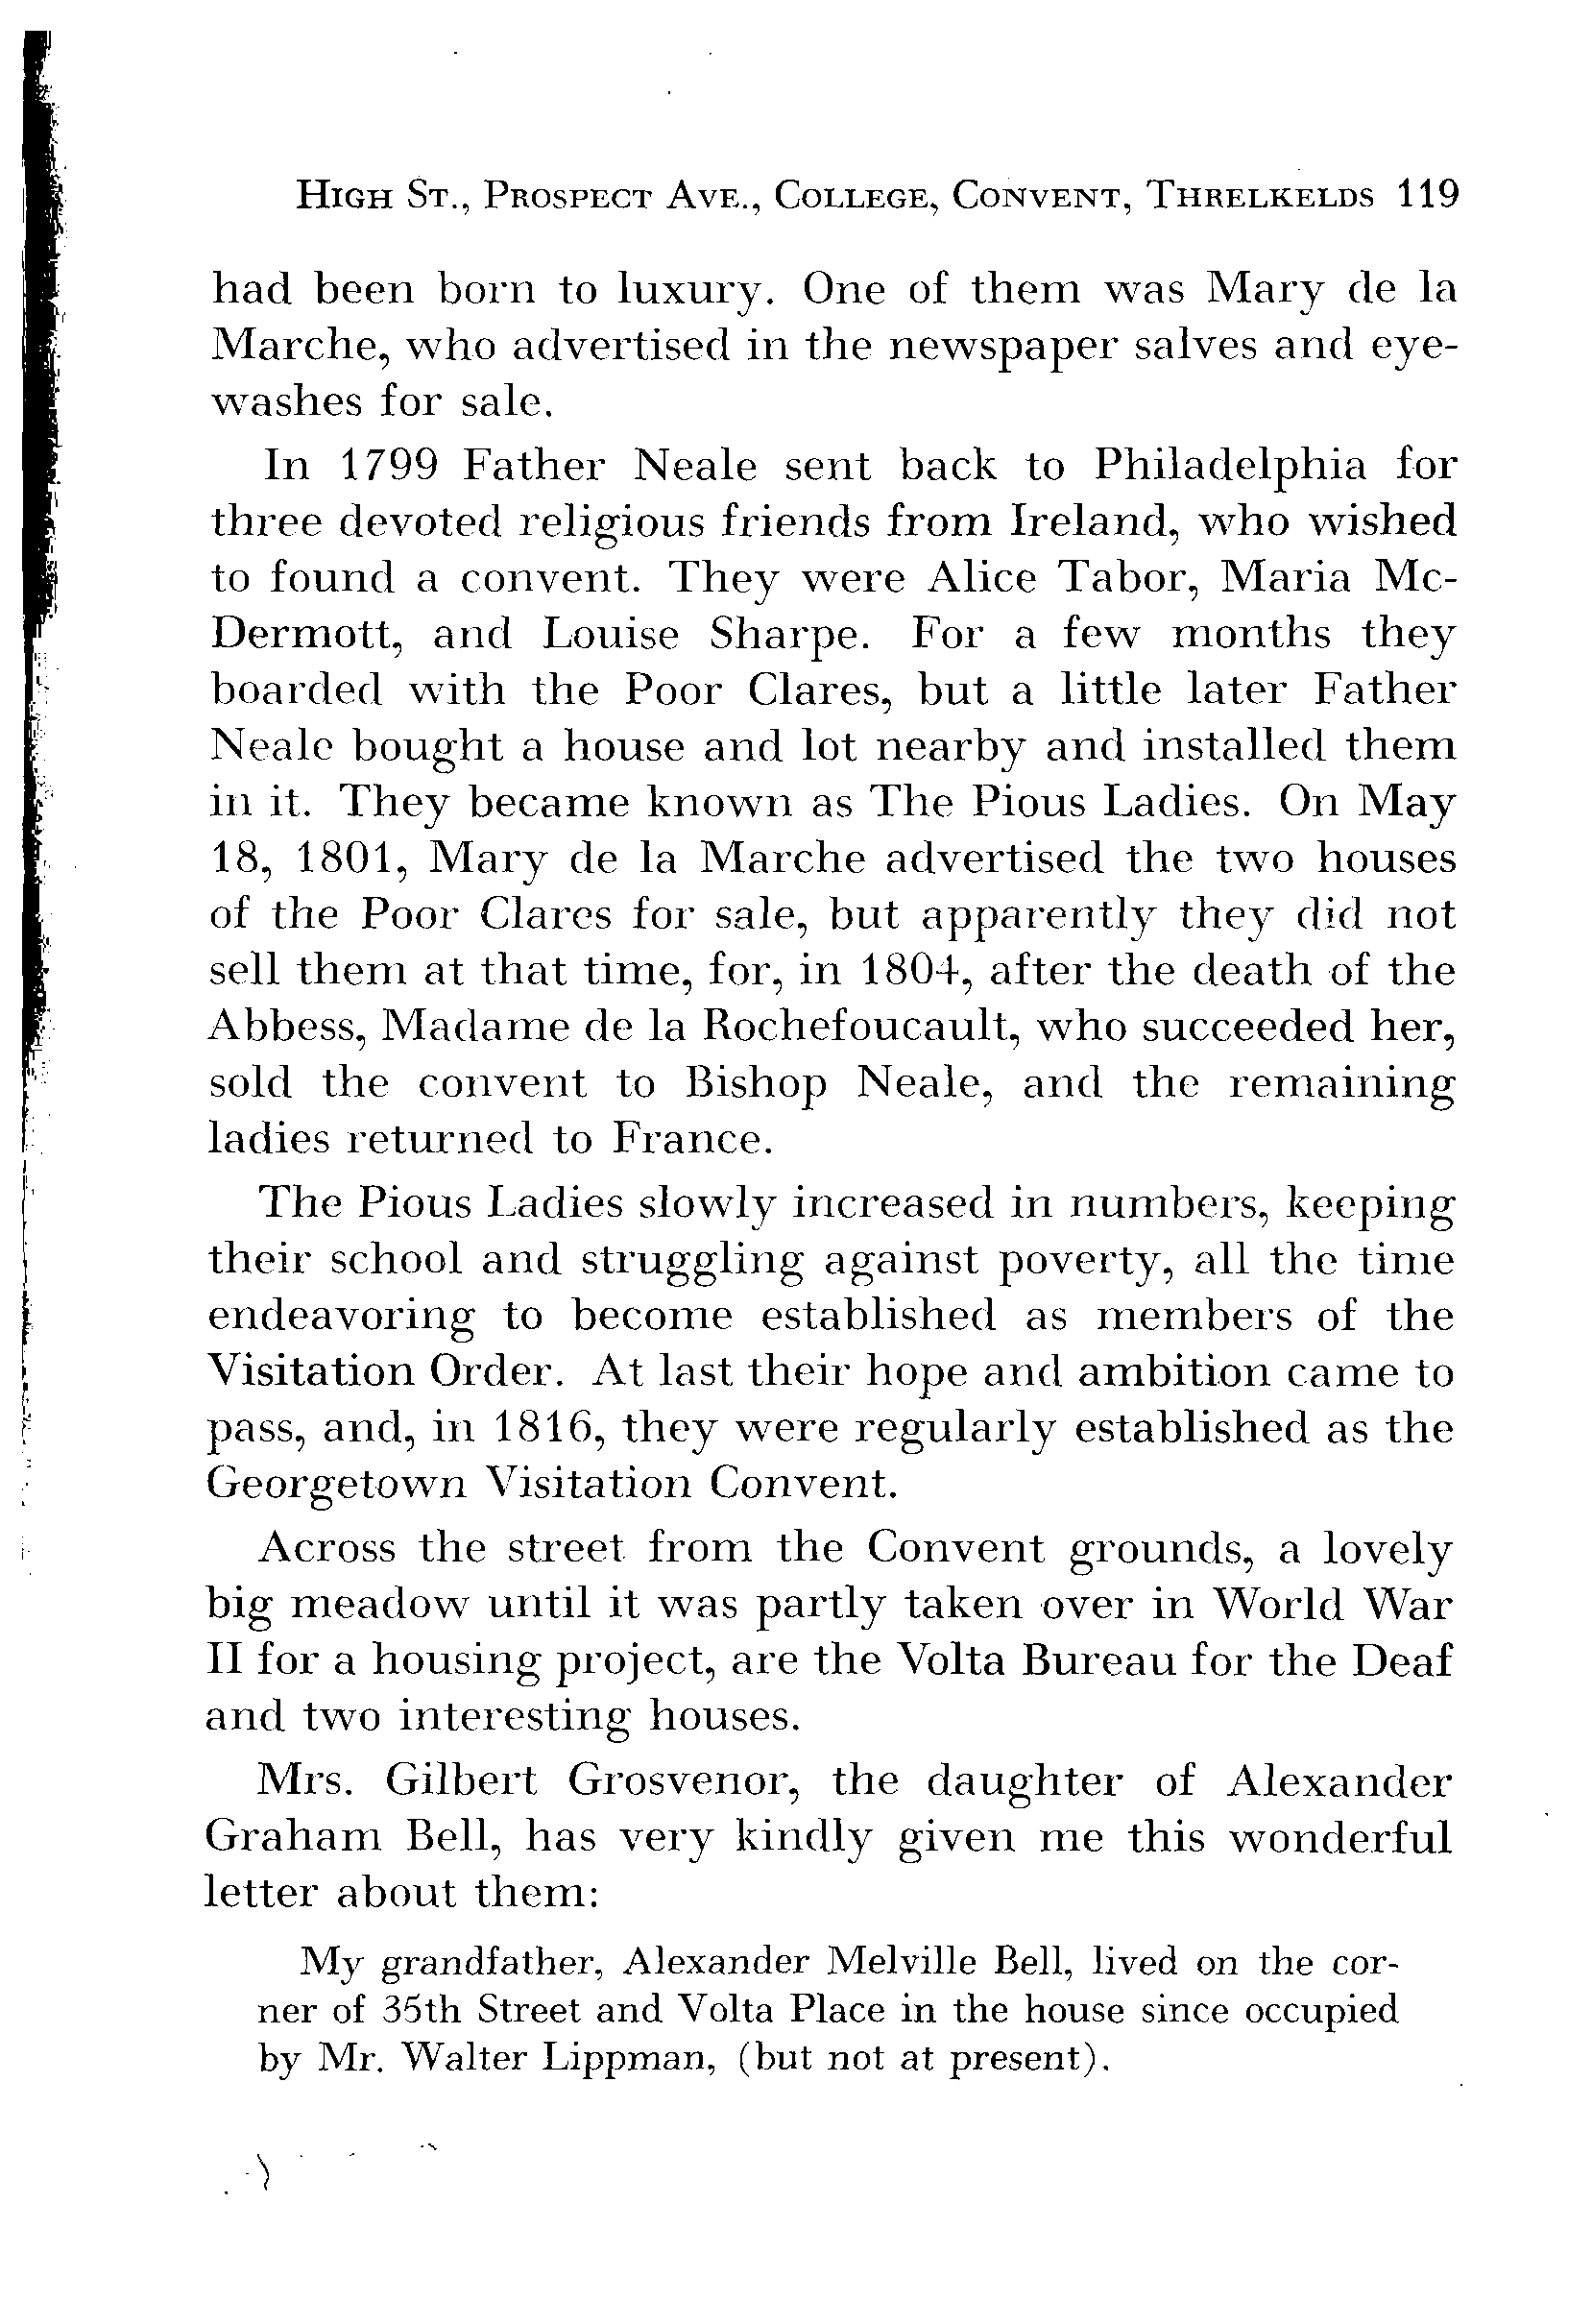 High St., Prospect Ave., College, Convent, Threlkelds 119
had been born to luxury. One of them was Mary de la
Marche, who advertised in the newspaper salves and eye-
washes for sale.
In 1799 Father Neale sent back to Philadelphia for
three devoted religious friends from Ireland, who wished
to found a convent. They were Alice Tabor, Maria Mc-
Dermott, and Louise Sharpe. For a few months they
boarded with the Poor Clares, but a little later Father
Neale bought a house and lot nearby and installed them
in it. They became known as The Pious Ladies. On May
18, 1801, Mary de la Marche advertised the two houses
of the Poor Clares for sale, but apparently they did not
sell them at that time, for, in 1804, after the death of the
Abbess, Madame de la Rochefoucault, who succeeded her,
sold the convent to Bishop Neale, and the remaining
ladies returned to France.
The Pious Ladies slowly increased in numbers, keeping
their school and struggling against poverty, all the time
endeavoring to become established as members of the
Visitation Order. At last their hope and ambition came to
pass, and, in 1816, they were regularly established as the
Georgetown Visitation Convent.
Across the street from the Convent grounds, a lovely
big meadow until it was partly taken over in World War
II for a housing project, are the Volta Bureau for the Deaf
and two interesting houses.
Mrs. Gilbert Grosvenor, the daughter of Alexander
Graham Bell, has very kindly given me this wonderful
letter about them:
My grandfather, Alexander Melville Bell, lived on the cor-
ner of 35th Street and Volta Place in the house since occupied
by Mr. Walter Lippman, (but not at present).